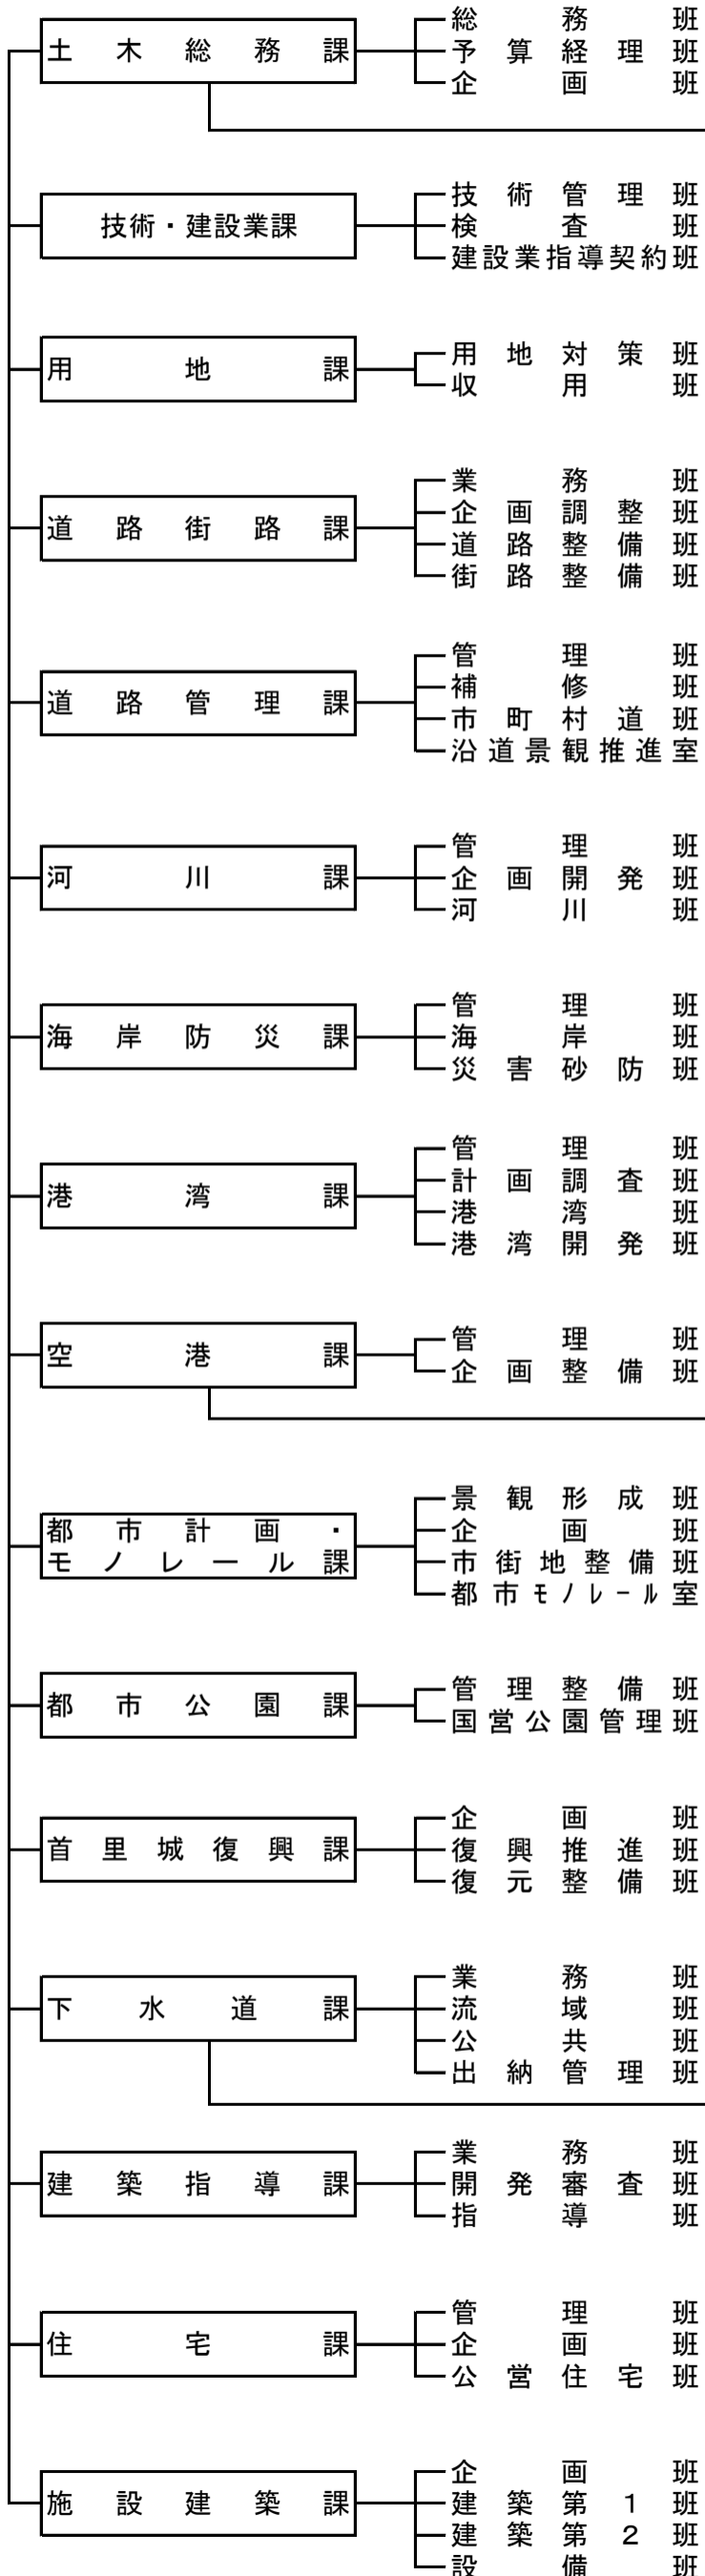 総務班
土木総務課
予算経理班
企画班
技術管理班
技術・建設業課
検査班
建設業指導契約班
用地課
用地対策班
収用班
業務班
企画調整班
道路街路課
道路整備班
街路整備班
管理班
補修班
道路管理課
市町村道班
沿道景観推進室
管理班
河川課
企画開発班
河川班
管理班
海岸防災課
海岸班
災害砂防班
管理班
計画調査班
港湾課
港湾班
港湾開発班
管理班
空港課
企画整備班
景観形成班
都市計画・
企画班
モノレール課
市街地整備班
都市ﾓﾉﾚｰﾙ室
管理整備班
都市公園課
国営公園管理班
企画班
首里城復興課
復興推進班
復元整備班
業務班
下水道課
流域班
公共班
出納管理班
業務班
建築指導課
開発審査班
指導班
管理班
住宅課
企画班
公営住宅班
企画班
施設建築課
建築第１班
建築第２班
設備班